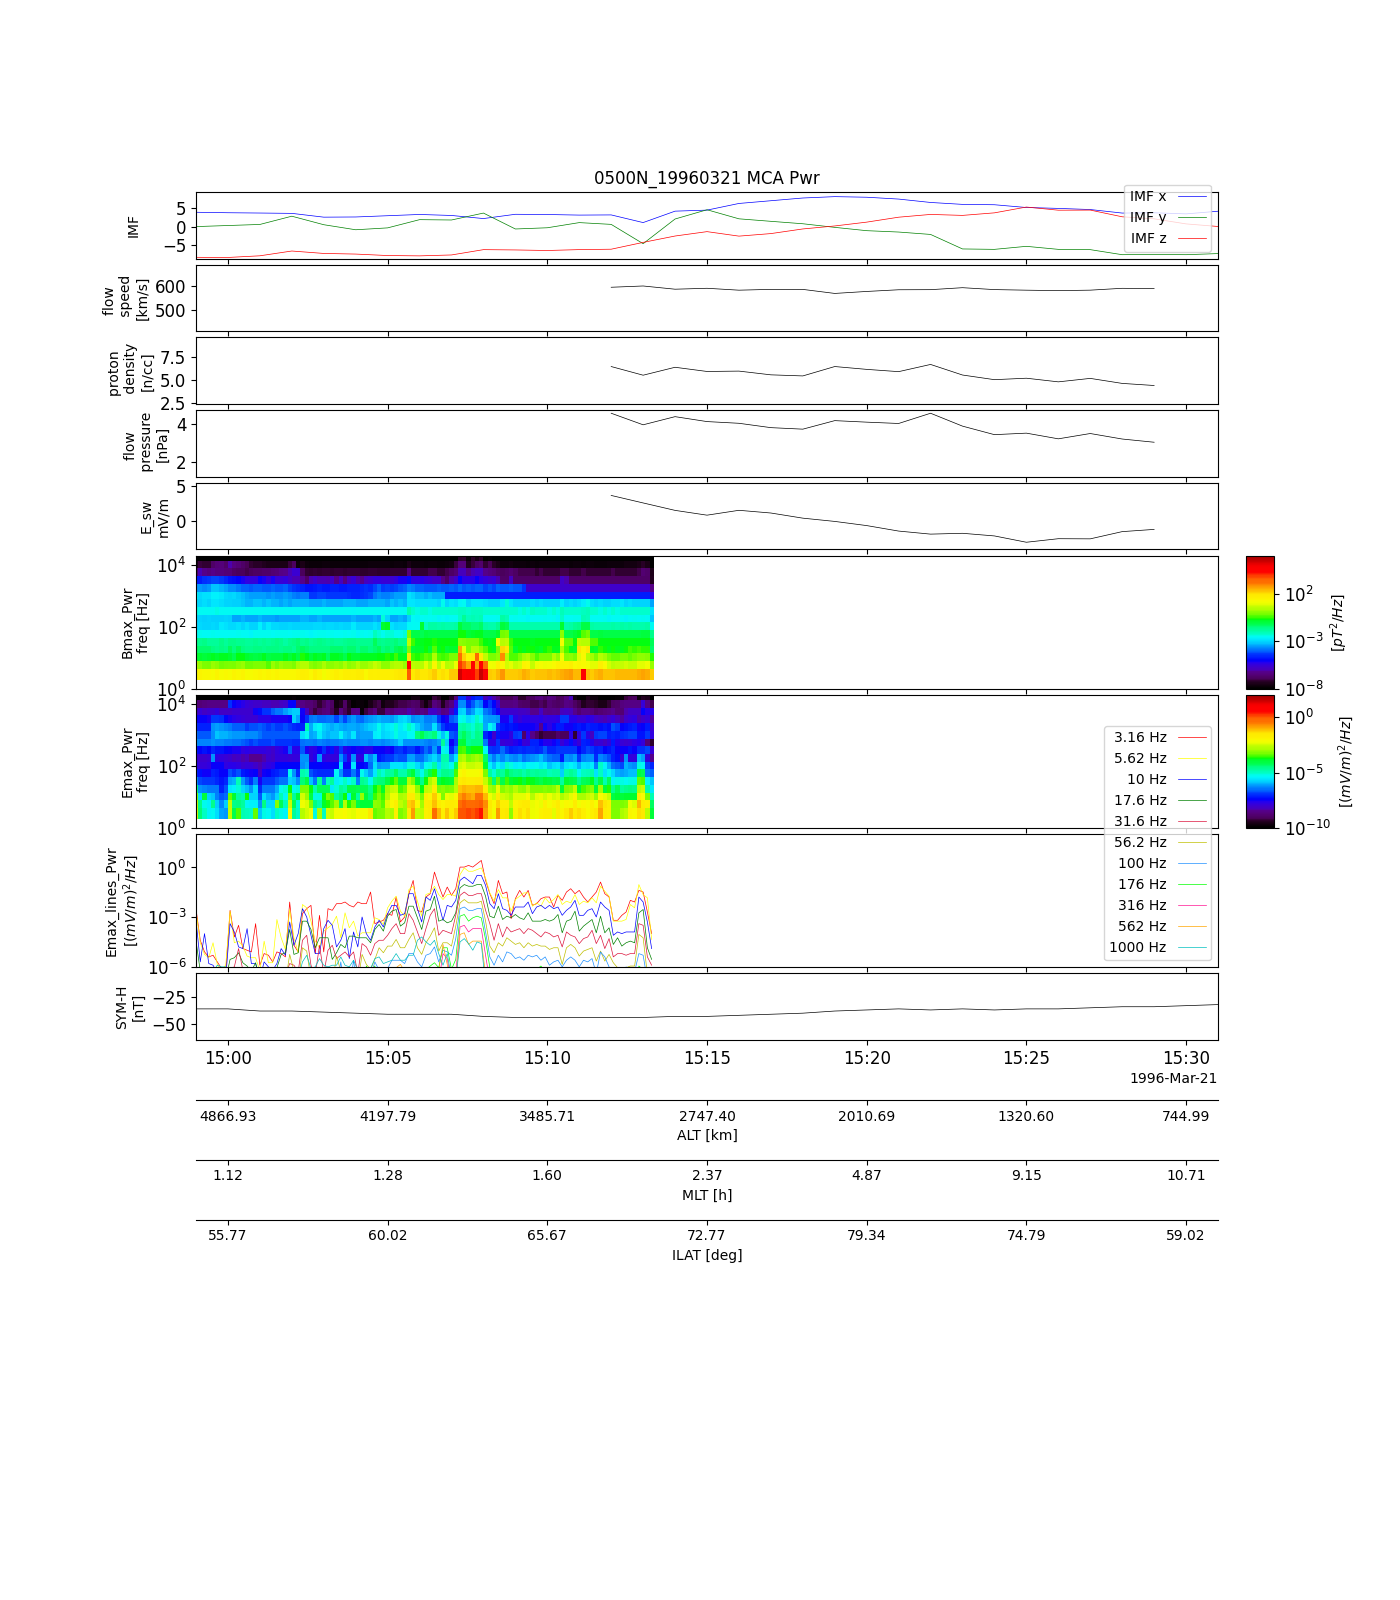 0500N_19960321 MCA Pwr
IMF
5
0
−5
IMF x
IMF y
IMF z
flow
speed
[km/s]
600
500
proton
density
[n/cc]
7.5
5.0
2.5
flow
pressure
[nPa]
4
2
E_sw
mV/m
5
0
Bmax_Pwr
freq [Hz]
10^4
10^2
10^0
10^2
10^−3
10^−8
[pT^2/Hz]
Emax_Pwr
freq [Hz]
10^4
10^2
10^0
10^0
10^−5
10^−10
[(mV/m)^2/Hz]
3.16 Hz
5.62 Hz
10 Hz
17.6 Hz
31.6 Hz
56.2 Hz
100 Hz
176 Hz
316 Hz
562 Hz
1000 Hz
Emax_lines_Pwr
[(mV/m)^2/Hz]
10^0
10^−3
10^−6
SYM-H
[nT]
−25
−50
15:00 15:05 15:10 15:15 15:20 15:25 15:30
1996-Mar-21
4866.93 4197.79 3485.71 2747.40 2010.69 1320.60 744.99
ALT [km]
1.12 1.28 1.60 2.37 4.87 9.15 10.71
MLT [h]
55.77 60.02 65.67 72.77 79.34 74.79 59.02
ILAT [deg]